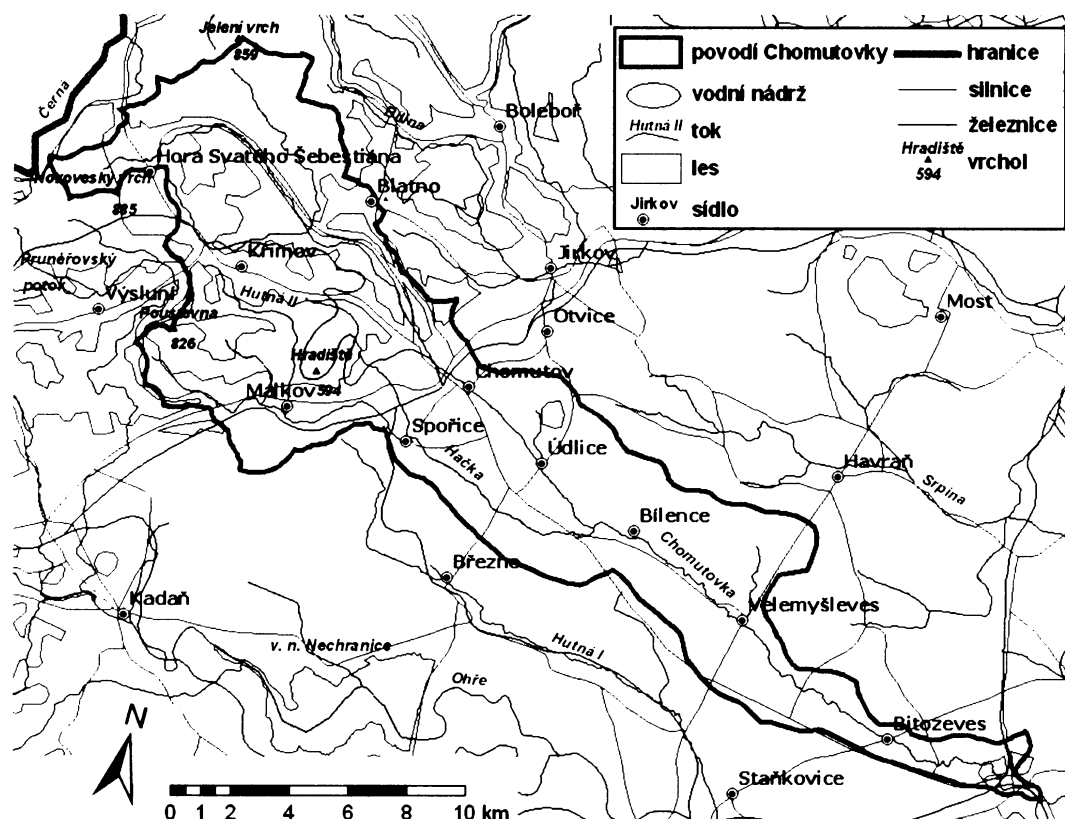 Jelení vrch
859
Černá
Bílina
Boleboř
Hora Svatého Šebestiána
Novoveský vrch
885
Blatno
Prunéřovský
potok
Křimov
Jirkov
Výsluní
Hutná II
Most
Poustevna
826
Otvice
Hradiště
594
Chomutov
Málkov
Spořice
Hačka
Údlice
Havraň
Srpina
Bílence
Chomutovka
Březno
Kadaň
Velemyšleves
v. n. Nechranice
Hutná I
Ohře
Bitozeves
Staňkovice
N
0 1 2 4 6 8 10 km
povodí Chomutovky
hranice
vodní nádrž
silnice
Hutná II
tok
železnice
les
Hradiště
594
vrchol
Jirkov
sídlo